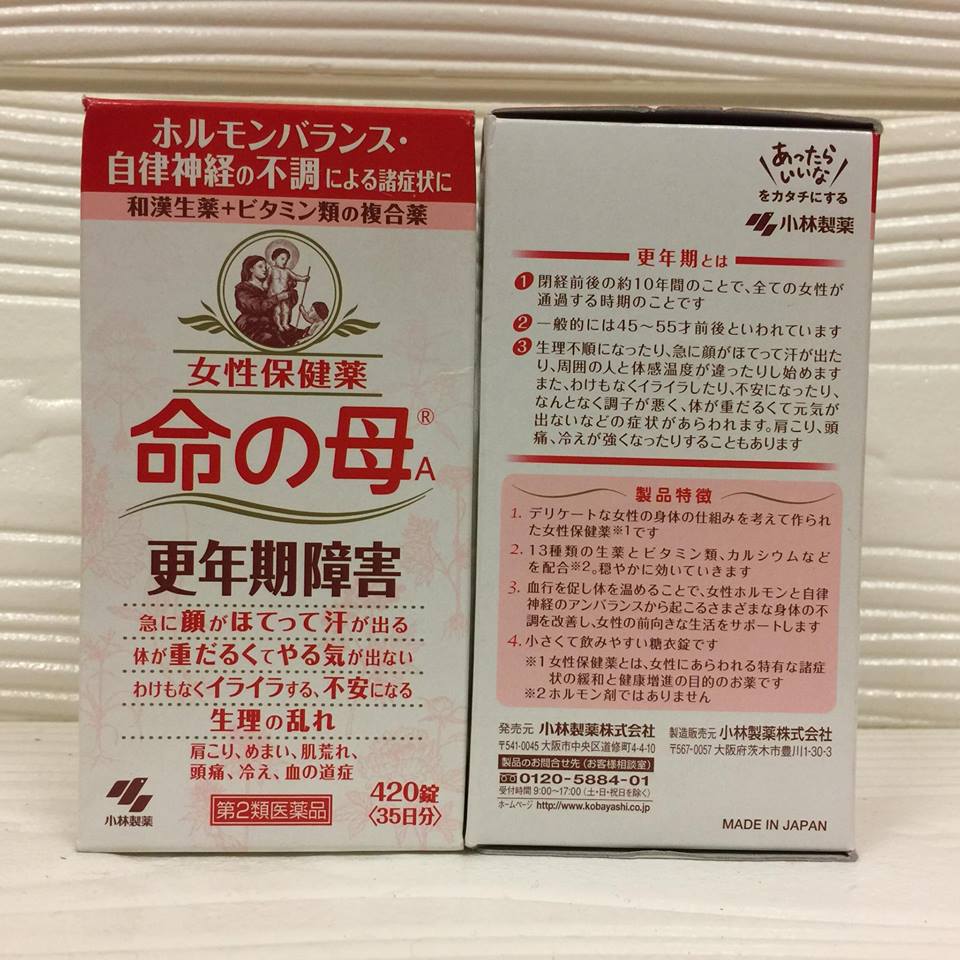 ホルモンバランス・
自律神経の不調による諸症状に
和漢生薬+ビタミン類の複合薬
女性保健薬
命の母®A
更年期障害
急に顔がほてって汗が出る
体が重だるくてやる気が出ない
わけもなくイライラする、不安になる
生理の乱れ
肩こり、めまい、肌荒れ、
頭痛、冷え、血の道症
小林製薬
第2類医薬品
420錠
〈35日分〉
あったら
いいな
をカタチにする
小林製薬
更年期とは
1 閉経前後の約10年間のことで、全ての女性が
通過する時期のことです
2 一般的には45〜55才前後といわれています
3 生理不順になったり、急に顔がほてって汗が出た
り、周囲の人と体感温度が違ったりし始めます
また、わけもなくイライラしたり、不安になったり、
なんとなく調子が悪く、体が重だるくて元気が
出ないなどの症状があらわれます。肩こり、頭
痛、冷えが強くなったりすることもあります
製品特徴
1. デリケートな女性の身体の仕組みを考えて作られ
た女性保健薬※1です
2. 13種類の生薬とビタミン類、カルシウムなど
を配合※2。穏やかに効いていきます
3. 血行を促し体を温めることで、女性ホルモンと自律
神経のアンバランスから起こるさまざまな身体の不
調を改善し、女性の前向きな生活をサポートします
4. 小さくて飲みやすい糖衣錠です
※1 女性保健薬とは、女性にあらわれる特有な諸症
状の緩和と健康増進の目的のお薬です
※2 ホルモン剤ではありません
発売元 小林製薬株式会社
〒541-0045 大阪市中央区道修町4-4-10
製造販売元 小林製薬株式会社
〒567-0057 大阪府茨木市豊川1-30-3
製品のお問合せ先(お客様相談室)
0120-5884-01
受付時間 9:00〜17:00(土・日・祝日を除く)
ホームページ http://www.kobayashi.co.jp
MADE IN JAPAN